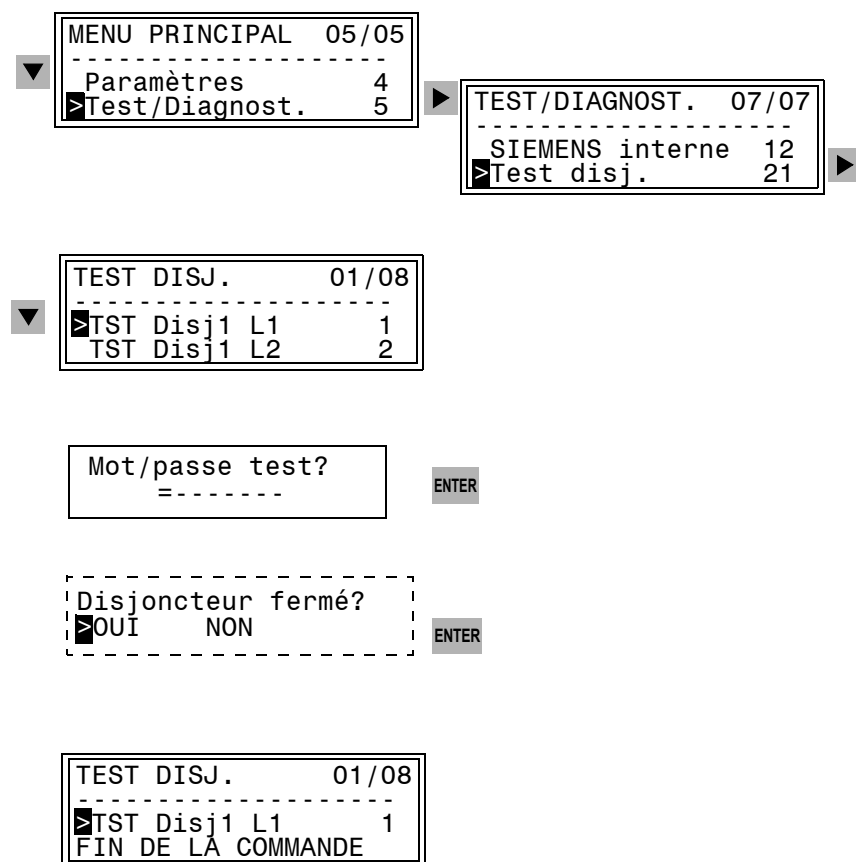 MENU PRINCIPAL 05/05
--------------------
Paramètres 4
>Test/Diagnost. 5
TEST/DIAGNOST. 07/07
--------------------
SIEMENS interne 12
>Test disj. 21
TEST DISJ. 01/08
--------------------
>TST Disj1 L1 1
TST Disj1 L2 2
Mot/passe test?
=-------
ENTER
Disjoncteur fermé?
>OUI NON
ENTER
TEST DISJ. 01/08
--------------------
>TST Disj1 L1 1
FIN DE LA COMMANDE